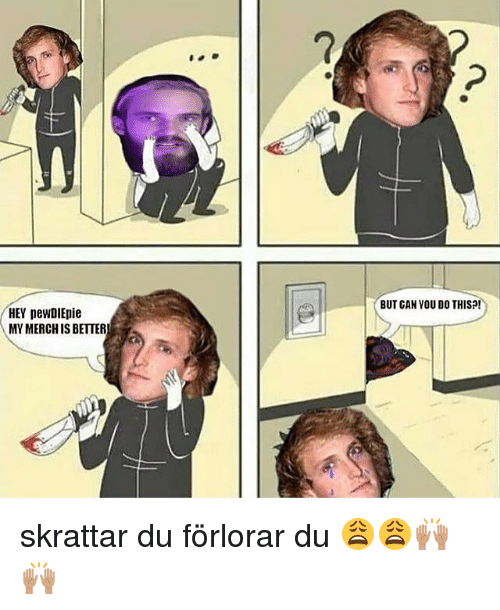 ...
? ? ?
HEY pewDIEpie
MY MERCH IS BETTER!
BUT CAN YOU DO THIS?!
skrattar du förlorar du 😩😩🙌🏽
🙌🏽